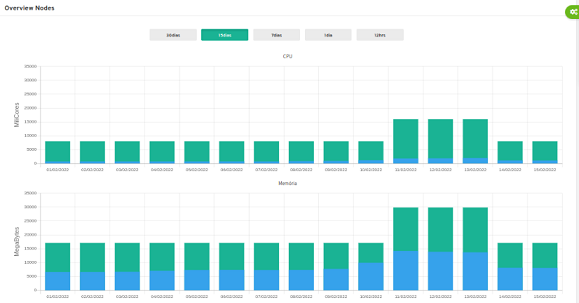 Overview Nodes
30dias 15dias 7dias 1dia 12hrs
CPU
MiliCores
35000
30000
25000
20000
15000
10000
5000
0
01/02/2022 02/02/2022 03/02/2022 04/02/2022 05/02/2022 06/02/2022 07/02/2022 08/02/2022 09/02/2022 10/02/2022 11/02/2022 12/02/2022 13/02/2022 14/02/2022 15/02/2022
Memória
MegaBytes
35000
30000
25000
20000
15000
10000
5000
0
01/02/2022 02/02/2022 03/02/2022 04/02/2022 05/02/2022 06/02/2022 07/02/2022 08/02/2022 09/02/2022 10/02/2022 11/02/2022 12/02/2022 13/02/2022 14/02/2022 15/02/2022